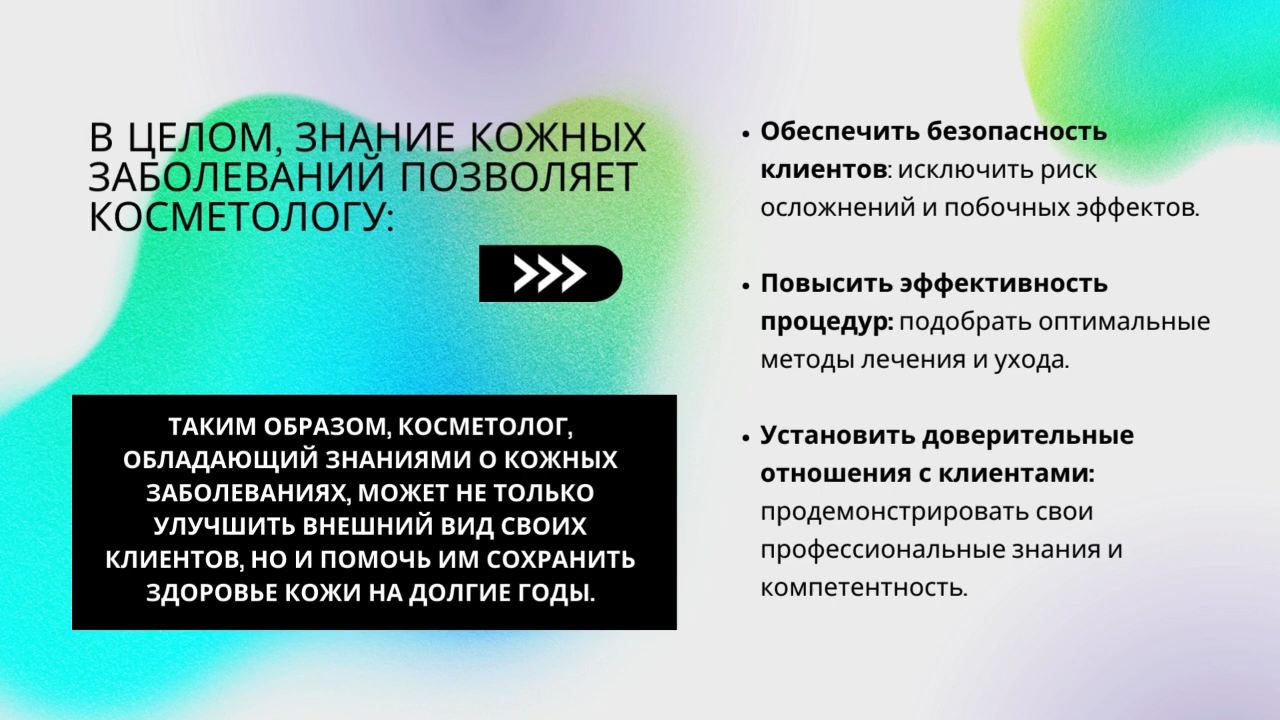 В ЦЕЛОМ, ЗНАНИЕ КОЖНЫХ
ЗАБОЛЕВАНИЙ ПОЗВОЛЯЕТ
КОСМЕТОЛОГУ:
ТАКИМ ОБРАЗОМ, КОСМЕТОЛОГ,
ОБЛАДАЮЩИЙ ЗНАНИЯМИ О КОЖНЫХ
ЗАБОЛЕВАНИЯХ, МОЖЕТ НЕ ТОЛЬКО
УЛУЧШИТЬ ВНЕШНИЙ ВИД СВОИХ
КЛИЕНТОВ, НО И ПОМОЧЬ ИМ СОХРАНИТЬ
ЗДОРОВЬЕ КОЖИ НА ДОЛГИЕ ГОДЫ.
• Обеспечить безопасность
клиентов: исключить риск
осложнений и побочных эффектов.
• Повысить эффективность
процедур: подобрать оптимальные
методы лечения и ухода.
• Установить доверительные
отношения с клиентами:
продемонстрировать свои
профессиональные знания и
компетентность.